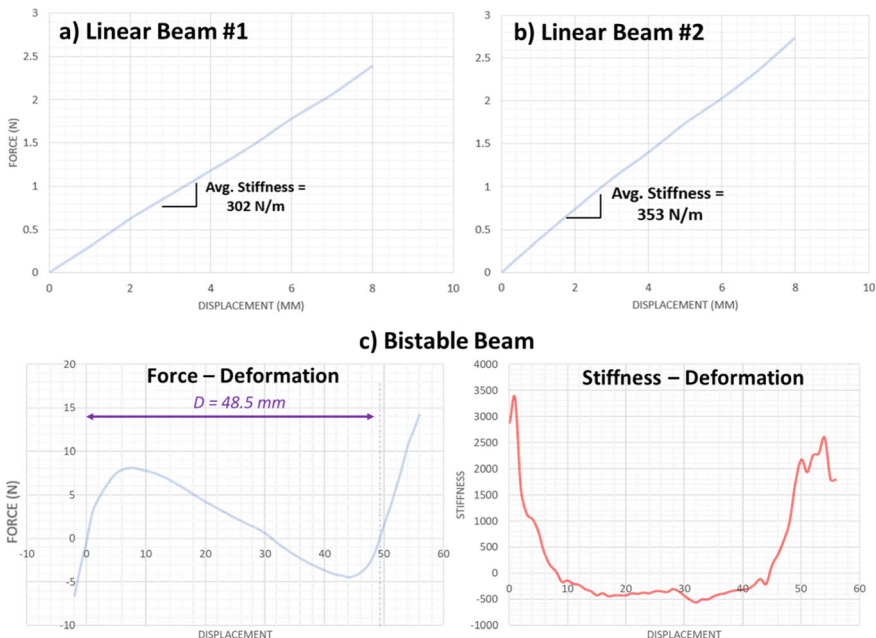 a) Linear Beam #1
3
2.5
2
1.5
1
0.5
0
FORCE (N)
Avg. Stiffness =
302 N/m
0 2 4 6 8 10
DISPLACEMENT (MM)
b) Linear Beam #2
3
2.5
2
1.5
1
0.5
0
Avg. Stiffness =
353 N/m
0 2 4 6 8 10
DISPLACEMENT (MM)
c) Bistable Beam
Force – Deformation
D = 48.5 mm
20
15
10
5
0
-5
-10
FORCE (N)
-10 0 10 20 30 40 50 60
DISPLACEMENT
Stiffness – Deformation
4000
3500
3000
2500
2000
1500
1000
500
0
-500
-1000
STIFFNESS
0 10 20 30 40 50 60
DISPLACEMENT